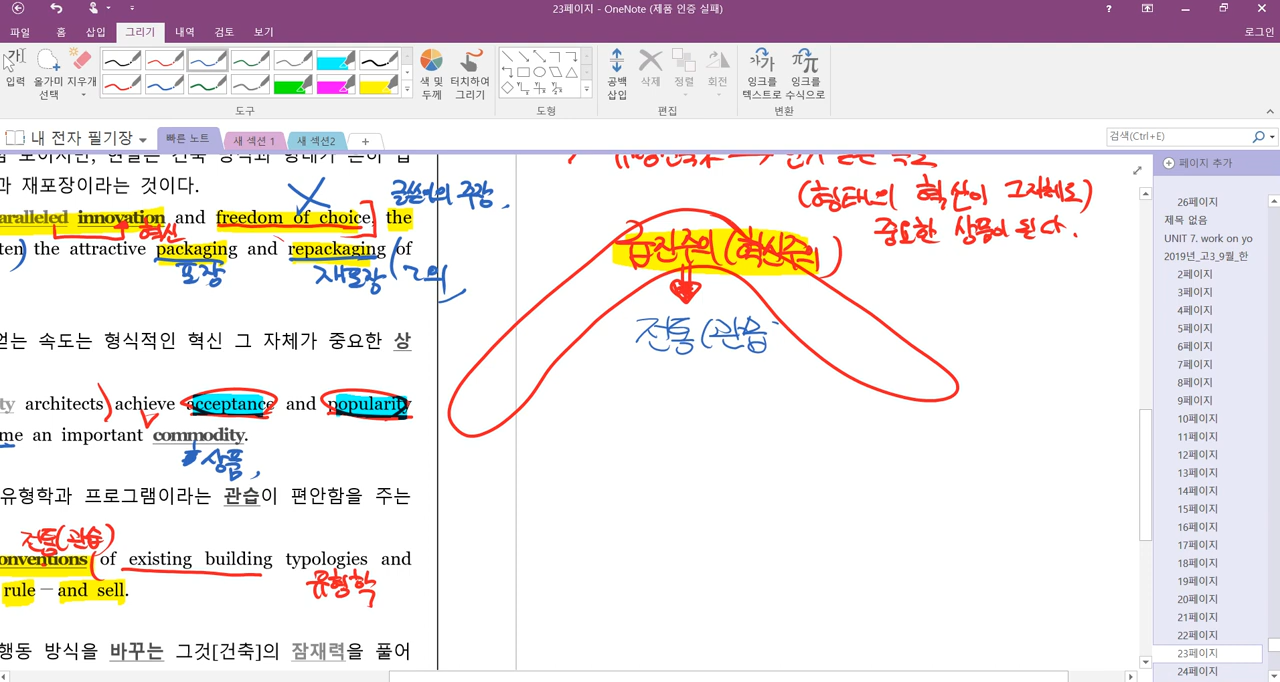 23페이지 - OneNote (제품 인증 실패)
파일 홈 삽입 그리기 내역 검토 보기
로그인
입력
올가미 선택
지우개
색 및 두께
터치하여 그리기
공백 삽입
삭제
정렬
회전
잉크를 텍스트로
잉크를 수식으로
도구
도형
편집
변환
내 전자 필기장
빠른 노트
새 섹션 1
새 섹션2
검색(Ctrl+E)
페이지 추가
과 재포장이라는 것이다.
글쓴이의 주장
paralleled innovation and freedom of choice, the
혁신
ten) the attractive packaging and repackaging of
포장
재포장
얻는 속도는 형식적인 혁신 그 자체가 중요한 상
ty architects) achieve acceptance and popularity
me an important commodity.
상품
유형학과 프로그램이라는 관습이 편안함을 주는
전통(관습)
onventions of existing building typologies and
유형학
rule — and sell.
행동 방식을 바꾸는 그것[건축]의 잠재력을 풀어
(형태의 혁신이 그자체로)
중요한 상품이 된다.
급진주의(혁신주의)
전통(관습
26페이지
제목 없음
UNIT 7. work on yo
2019년_고3_9월_한
2페이지
3페이지
4페이지
5페이지
6페이지
7페이지
8페이지
9페이지
10페이지
11페이지
12페이지
13페이지
14페이지
15페이지
16페이지
17페이지
18페이지
19페이지
20페이지
21페이지
22페이지
23페이지
24페이지